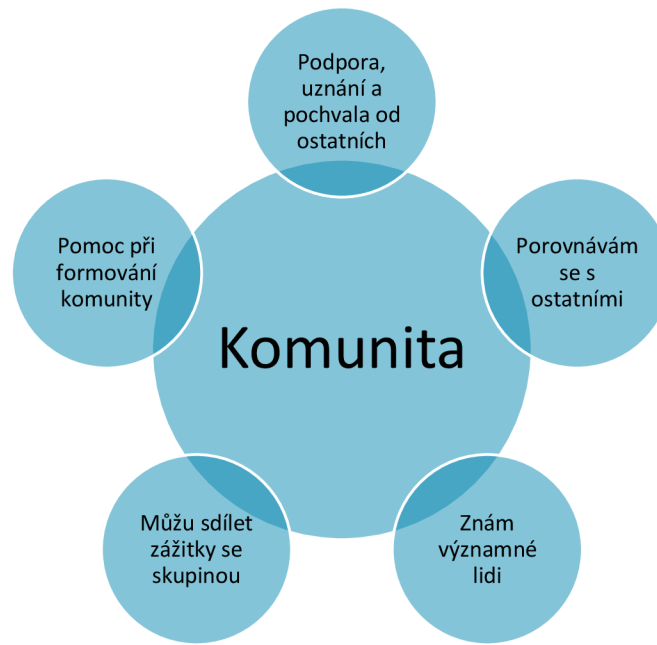 Podpora,
uznání a
pochvala od
ostatních
Pomoc při
formování
komunity
Porovnávám
se s
ostatními
Komunita
Můžu sdílet
zážitky se
skupinou
Znám
významné
lidi